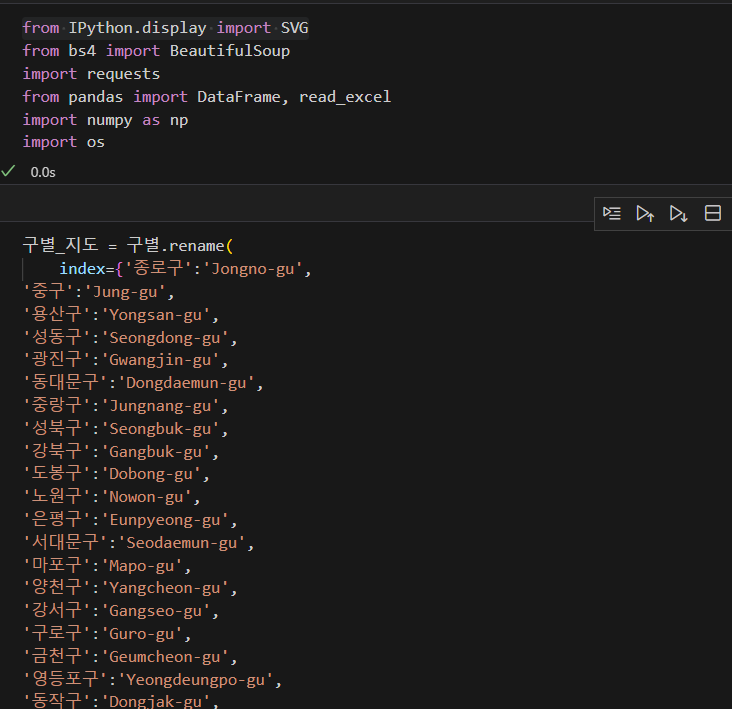 from IPython.display import SVG
from bs4 import BeautifulSoup
import requests
from pandas import DataFrame, read_excel
import numpy as np
import os
0.0s
구별_지도 = 구별.rename(
    index={'종로구':'Jongno-gu',
'중구':'Jung-gu',
'용산구':'Yongsan-gu',
'성동구':'Seongdong-gu',
'광진구':'Gwangjin-gu',
'동대문구':'Dongdaemun-gu',
'중랑구':'Jungnang-gu',
'성북구':'Seongbuk-gu',
'강북구':'Gangbuk-gu',
'도봉구':'Dobong-gu',
'노원구':'Nowon-gu',
'은평구':'Eunpyeong-gu',
'서대문구':'Seodaemun-gu',
'마포구':'Mapo-gu',
'양천구':'Yangcheon-gu',
'강서구':'Gangseo-gu',
'구로구':'Guro-gu',
'금천구':'Geumcheon-gu',
'영등포구':'Yeongdeungpo-gu',
'동작구':'Dongjak-gu',